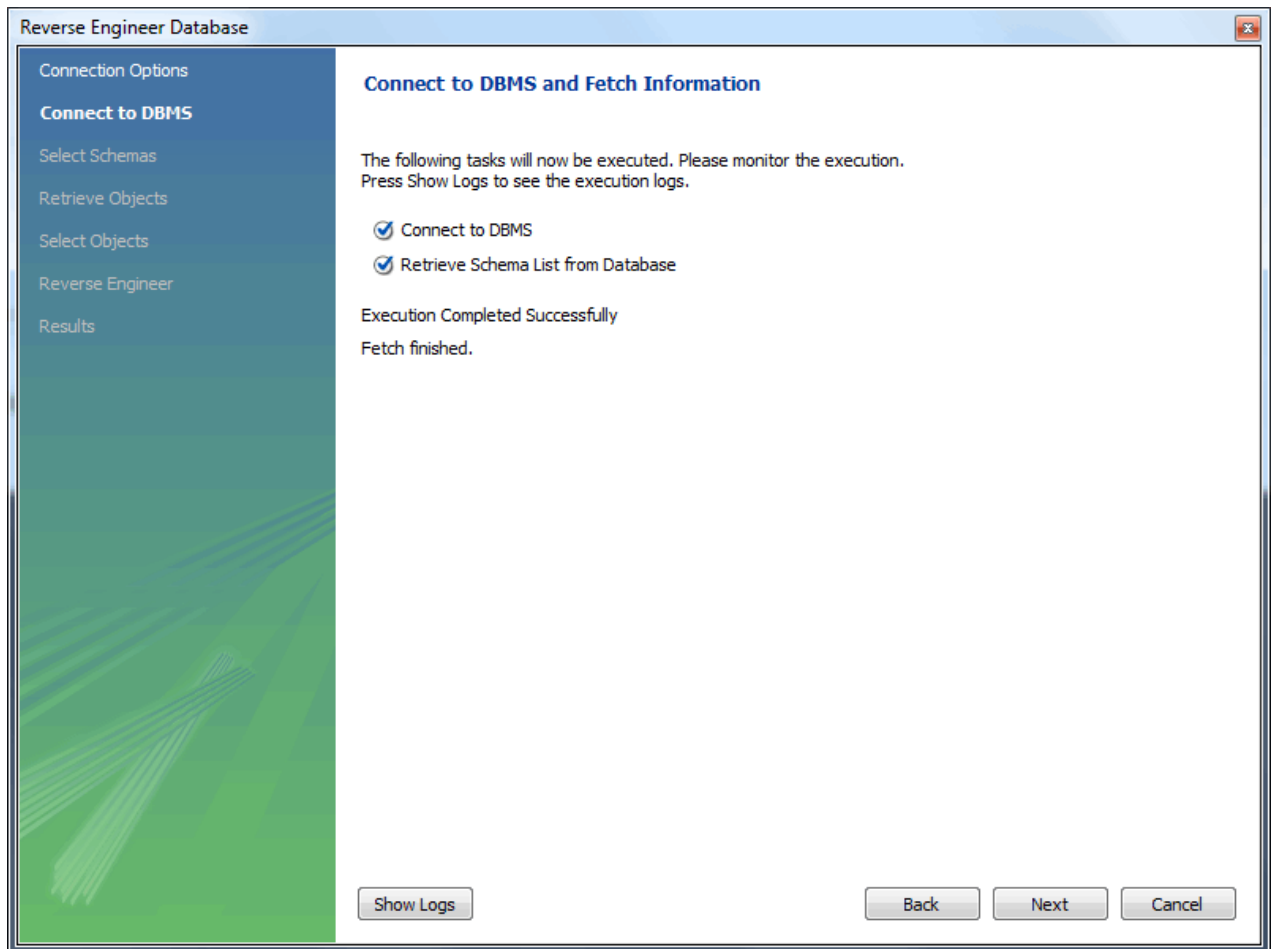 Reverse Engineer Database
Connection Options
Connect to DBMS
Select Schemas
Retrieve Objects
Select Objects
Reverse Engineer
Results
Connect to DBMS and Fetch Information
The following tasks will now be executed. Please monitor the execution.
Press Show Logs to see the execution logs.
Connect to DBMS
Retrieve Schema List from Database
Execution Completed Successfully
Fetch finished.
Show Logs
Back
Next
Cancel